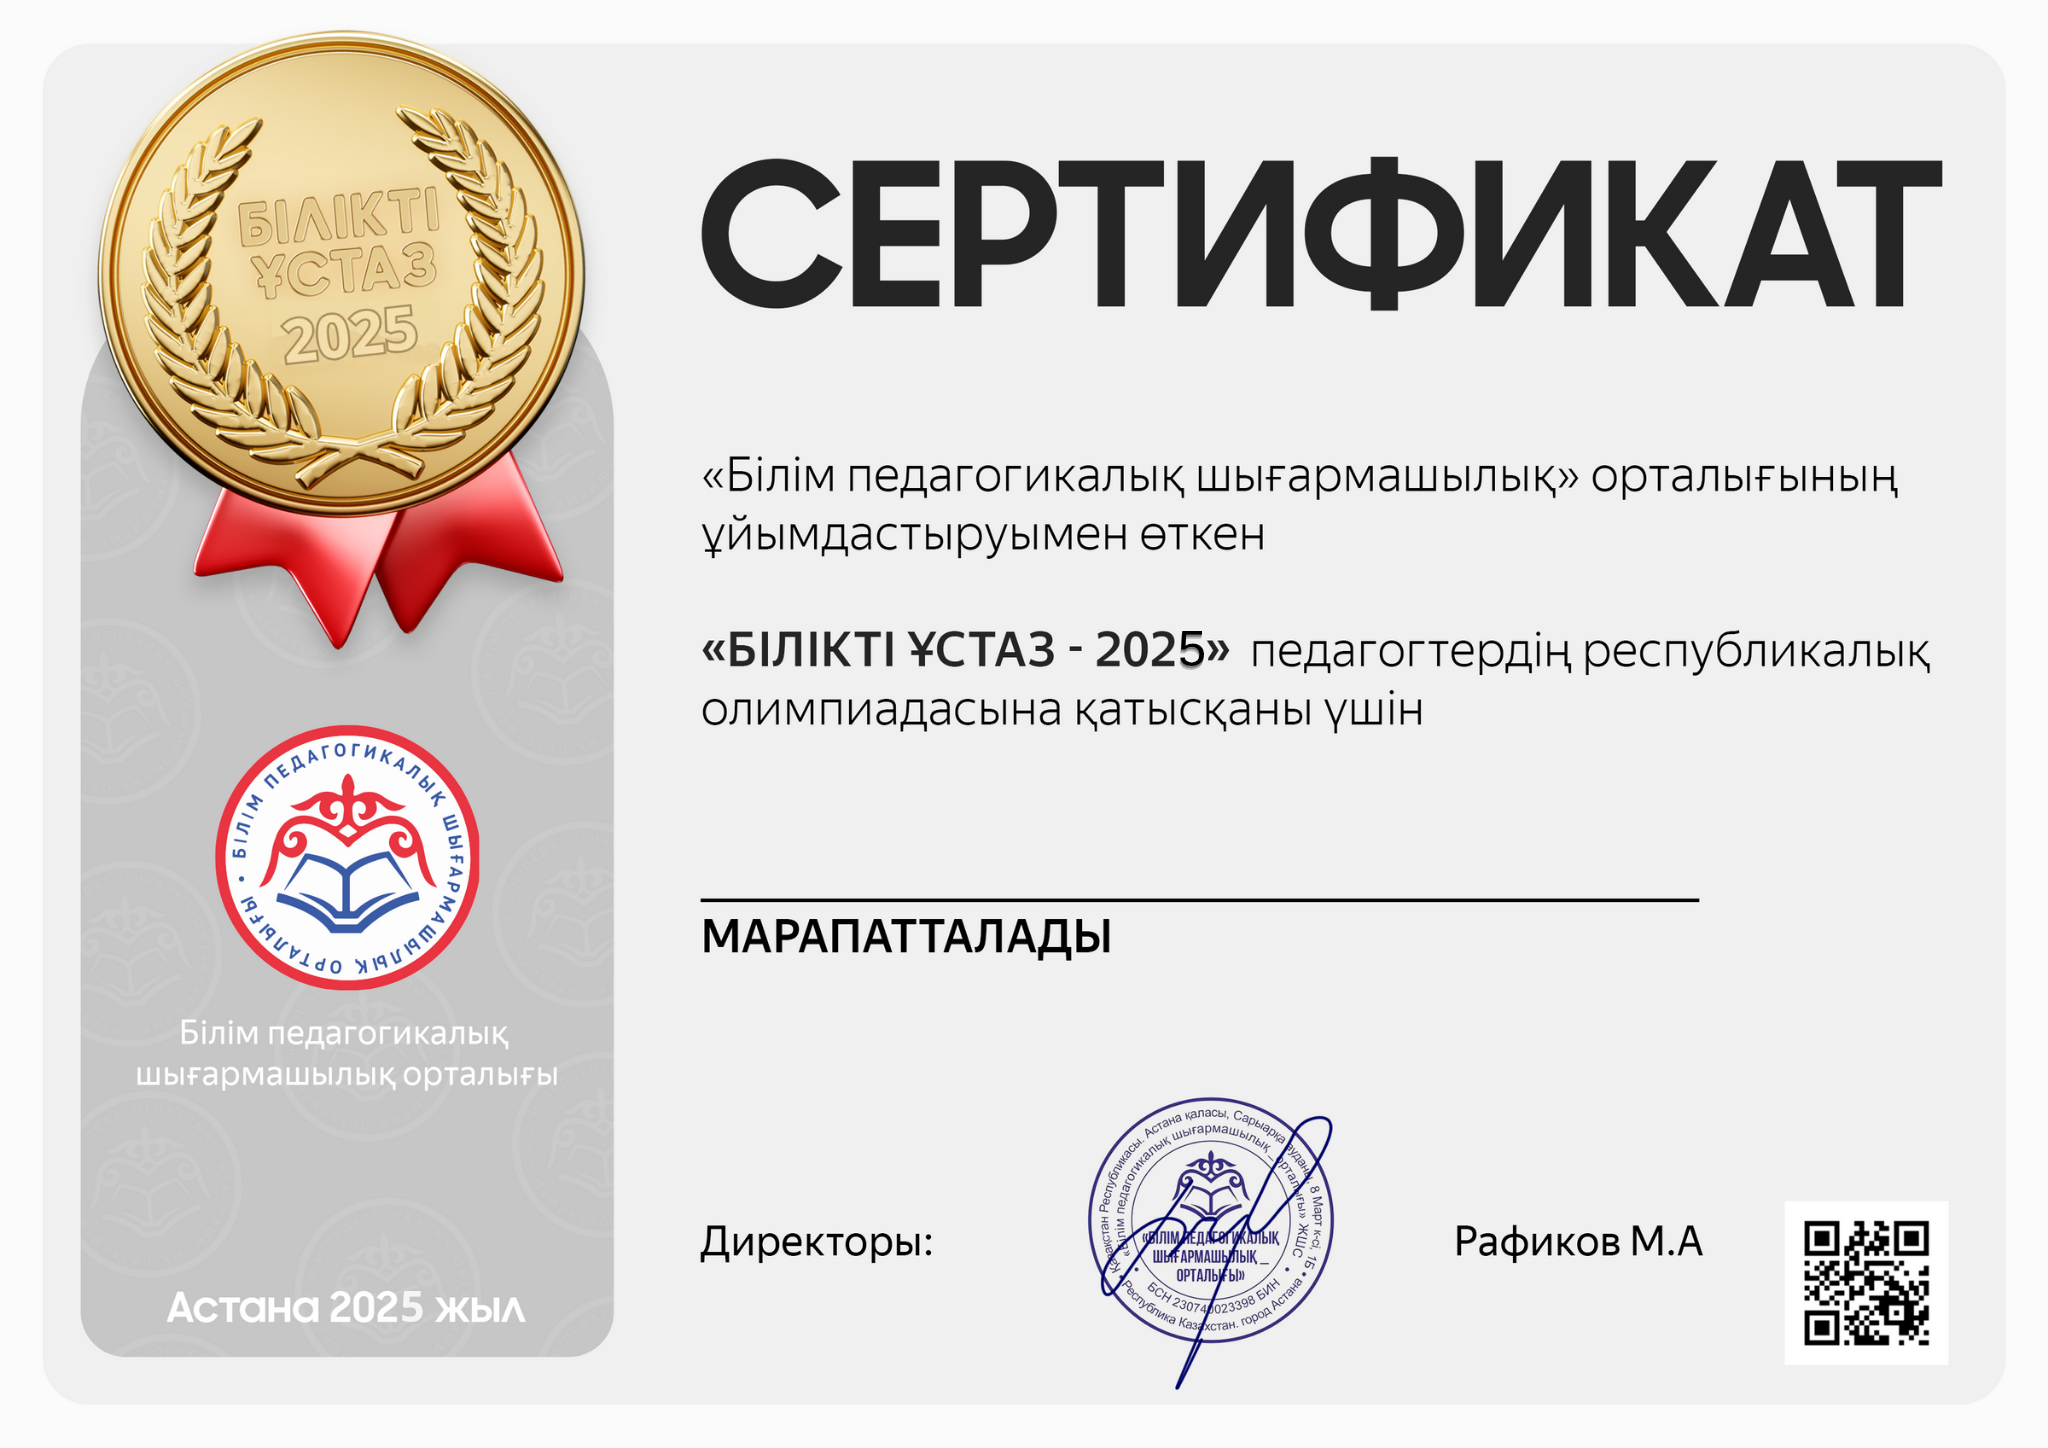 БІЛІКТІ
ҰСТАЗ
2025
СЕРТИФИКАТ
«Білім педагогикалық шығармашылық» орталығының
ұйымдастыруымен өткен
«БІЛІКТІ ҰСТАЗ - 2025» педагогтердің республикалық
олимпиадасына қатысқаны үшін
МАРАПАТТАЛАДЫ
БІЛІМ ПЕДАГОГИКАЛЫҚ ШЫҒАРМАШЫЛЫҚ ОРТАЛЫҒЫ •
Білім педагогикалық
шығармашылық орталығы
Астана 2025 жыл
Директоры:
Қазақстан Республикасы. Астана қаласы, Сарыарқа ауданы, 8 Март к-сі, 1Б •
«Білім педагогикалық шығармашылық _ орталығы» ЖШС
«БІЛІМ ПЕДАГОГИКАЛЫҚ
ШЫҒАРМАШЫЛЫҚ _
ОРТАЛЫҒЫ»
• БСН 230740023398 БИН •
Республика Казахстан. город Астана •
Рафиков М.А